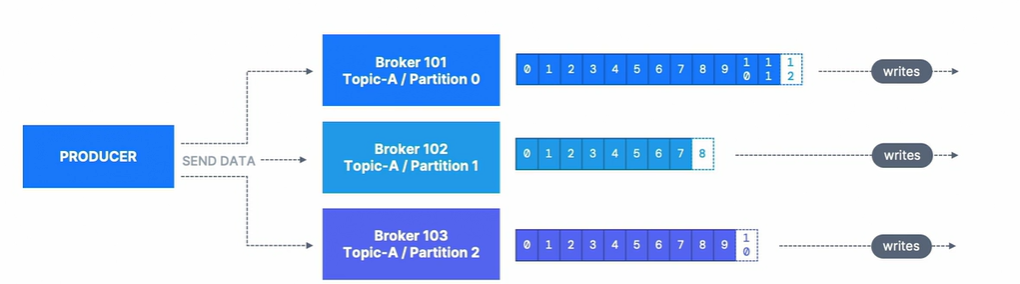 Broker 101
Topic-A / Partition 0
0 1 2 3 4 5 6 7 8 9 10 11 12
writes
PRODUCER
SEND DATA
Broker 102
Topic-A / Partition 1
0 1 2 3 4 5 6 7 8
writes
Broker 103
Topic-A / Partition 2
0 1 2 3 4 5 6 7 8 9 10
writes